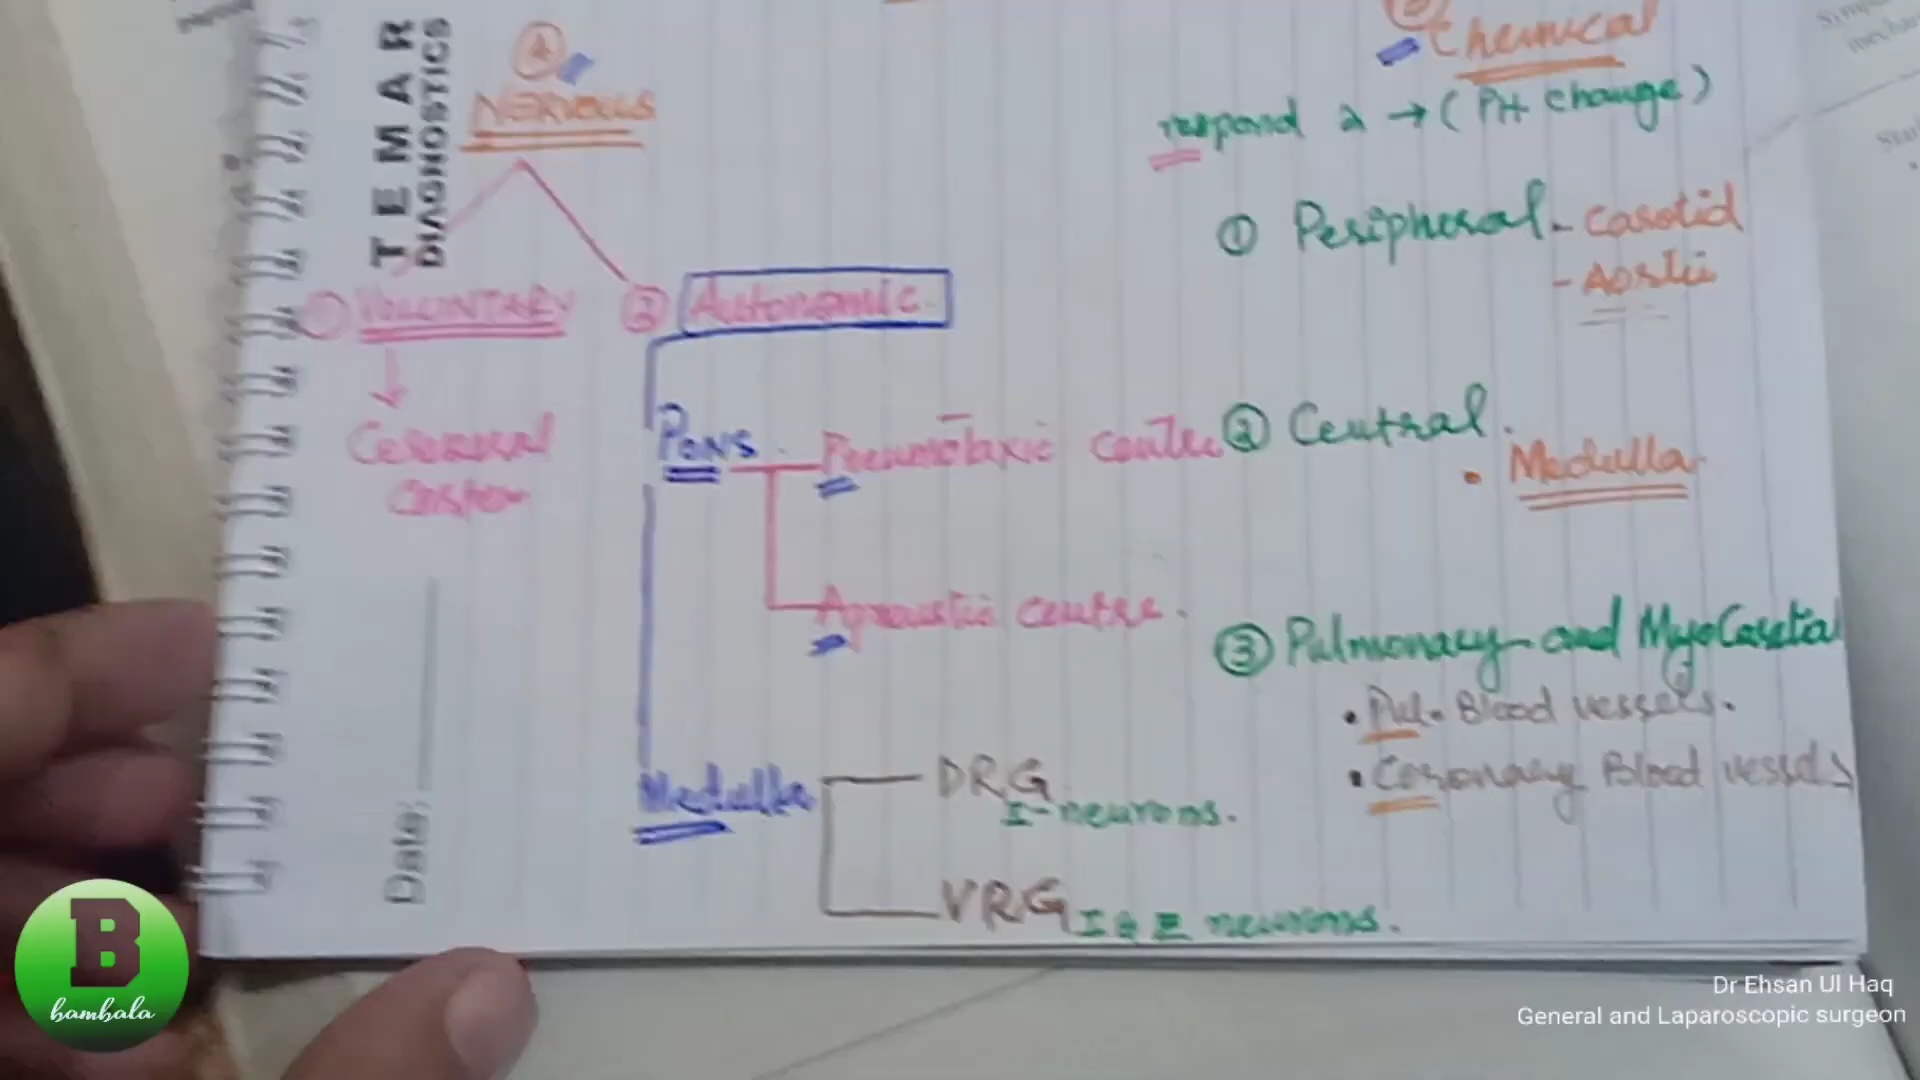 TEMAR
DIAGNOSTICS
A
NERVOUS
① VOLUNTARY
Cerebral
Cortex
② Autonomic.
Pons
Pneumotaxic centre
Apneustic centre.
Medulla
DRG
I-neurons.
VRG I & E neurons.
Date:
Chemical
respond 2 → (PH change)
① Peripheral - Carotid
- Aortic
② Central.
• Medulla
③ Pulmonary and MyoCardial
• Pul. Blood vessels.
• Coronary Blood vessels
B
bambala
Dr Ehsan Ul Haq
General and Laparoscopic surgeon